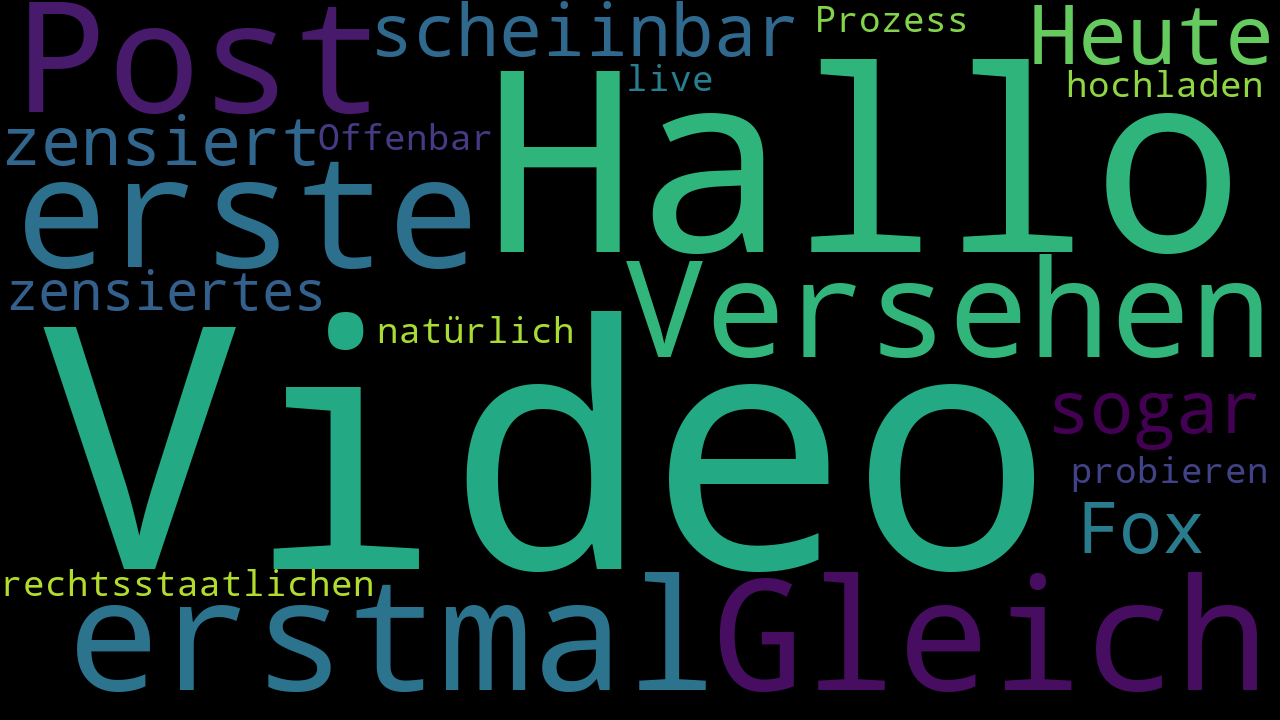 Post
scheiinbar
Prozess
Heute
live
hochladen
zensiert
Offenbar
Hallo
erste
zensiertes
Versehen
natürlich
Video
sogar
probieren
Fox
rechtsstaatlichen
erstmal
Gleich